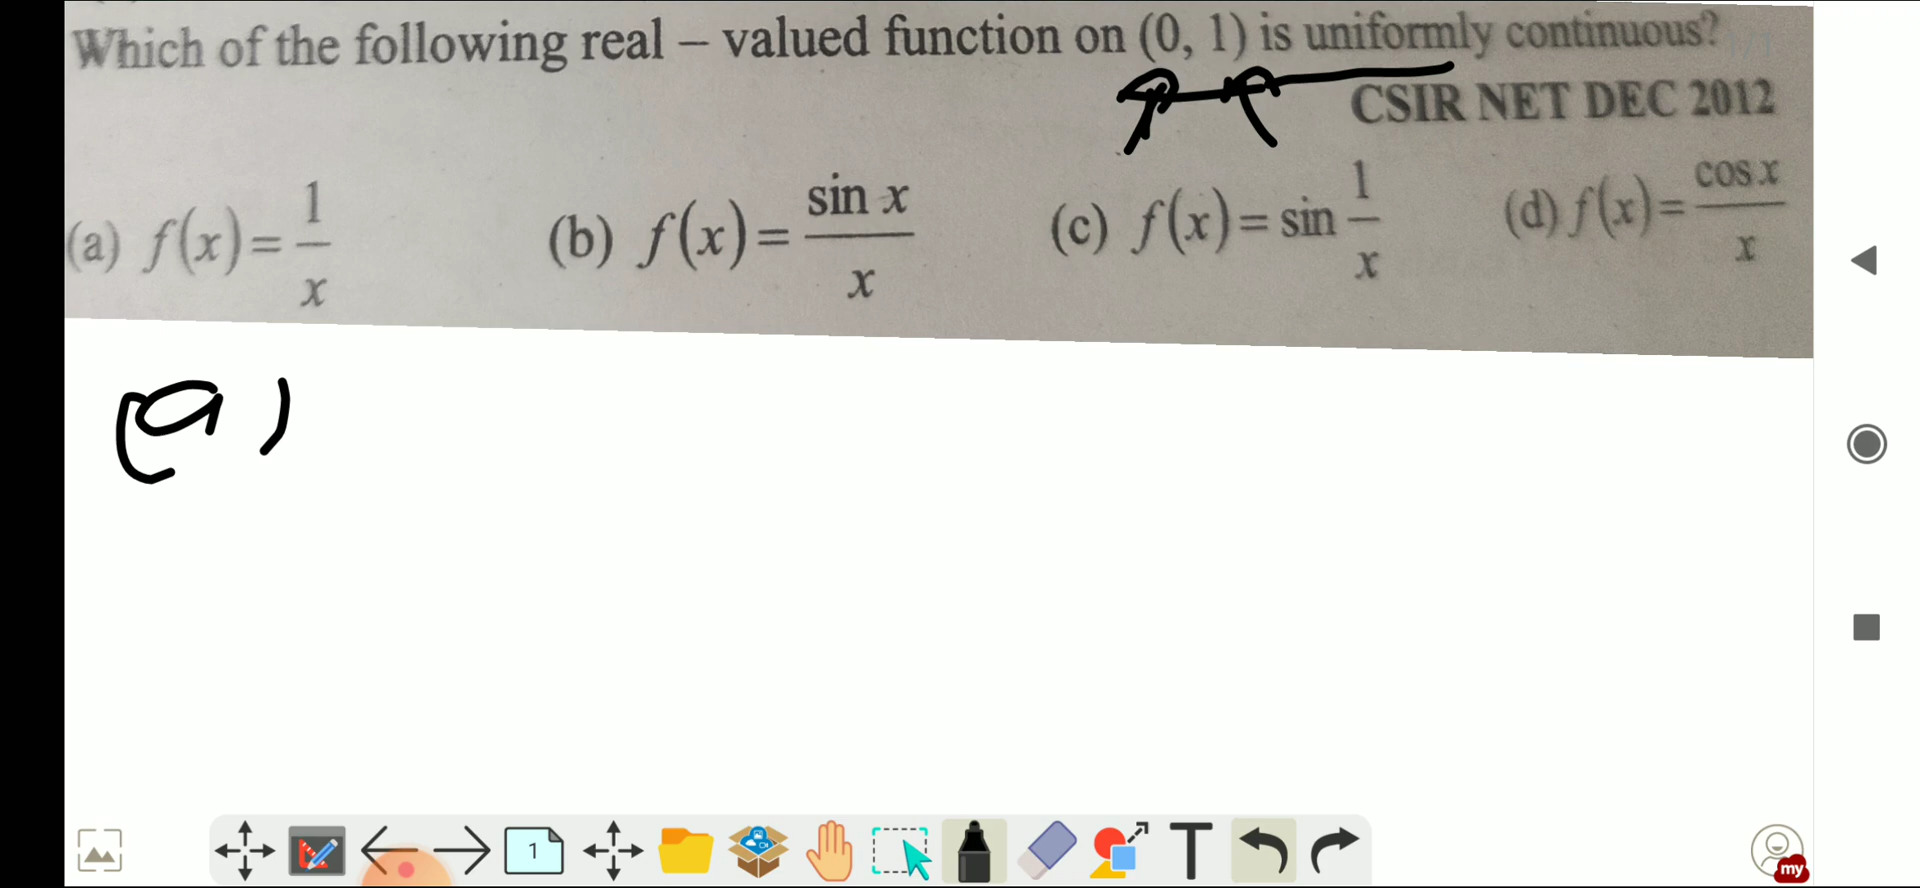 Which of the following real – valued function on (0, 1) is uniformly continuous?
CSIR NET DEC 2012
(a) f(x) = 1/x (b) f(x) = sin x/x (c) f(x) = sin 1/x (d) f(x) = cos x/x
(a)
1
T
my